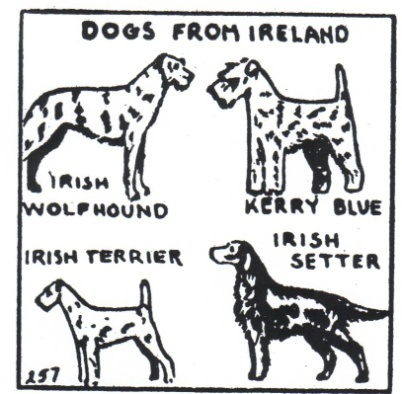 DOGS FROM IRELAND
IRISH
WOLFHOUND
KERRY BLUE
IRISH TERRIER
IRISH
SETTER
257